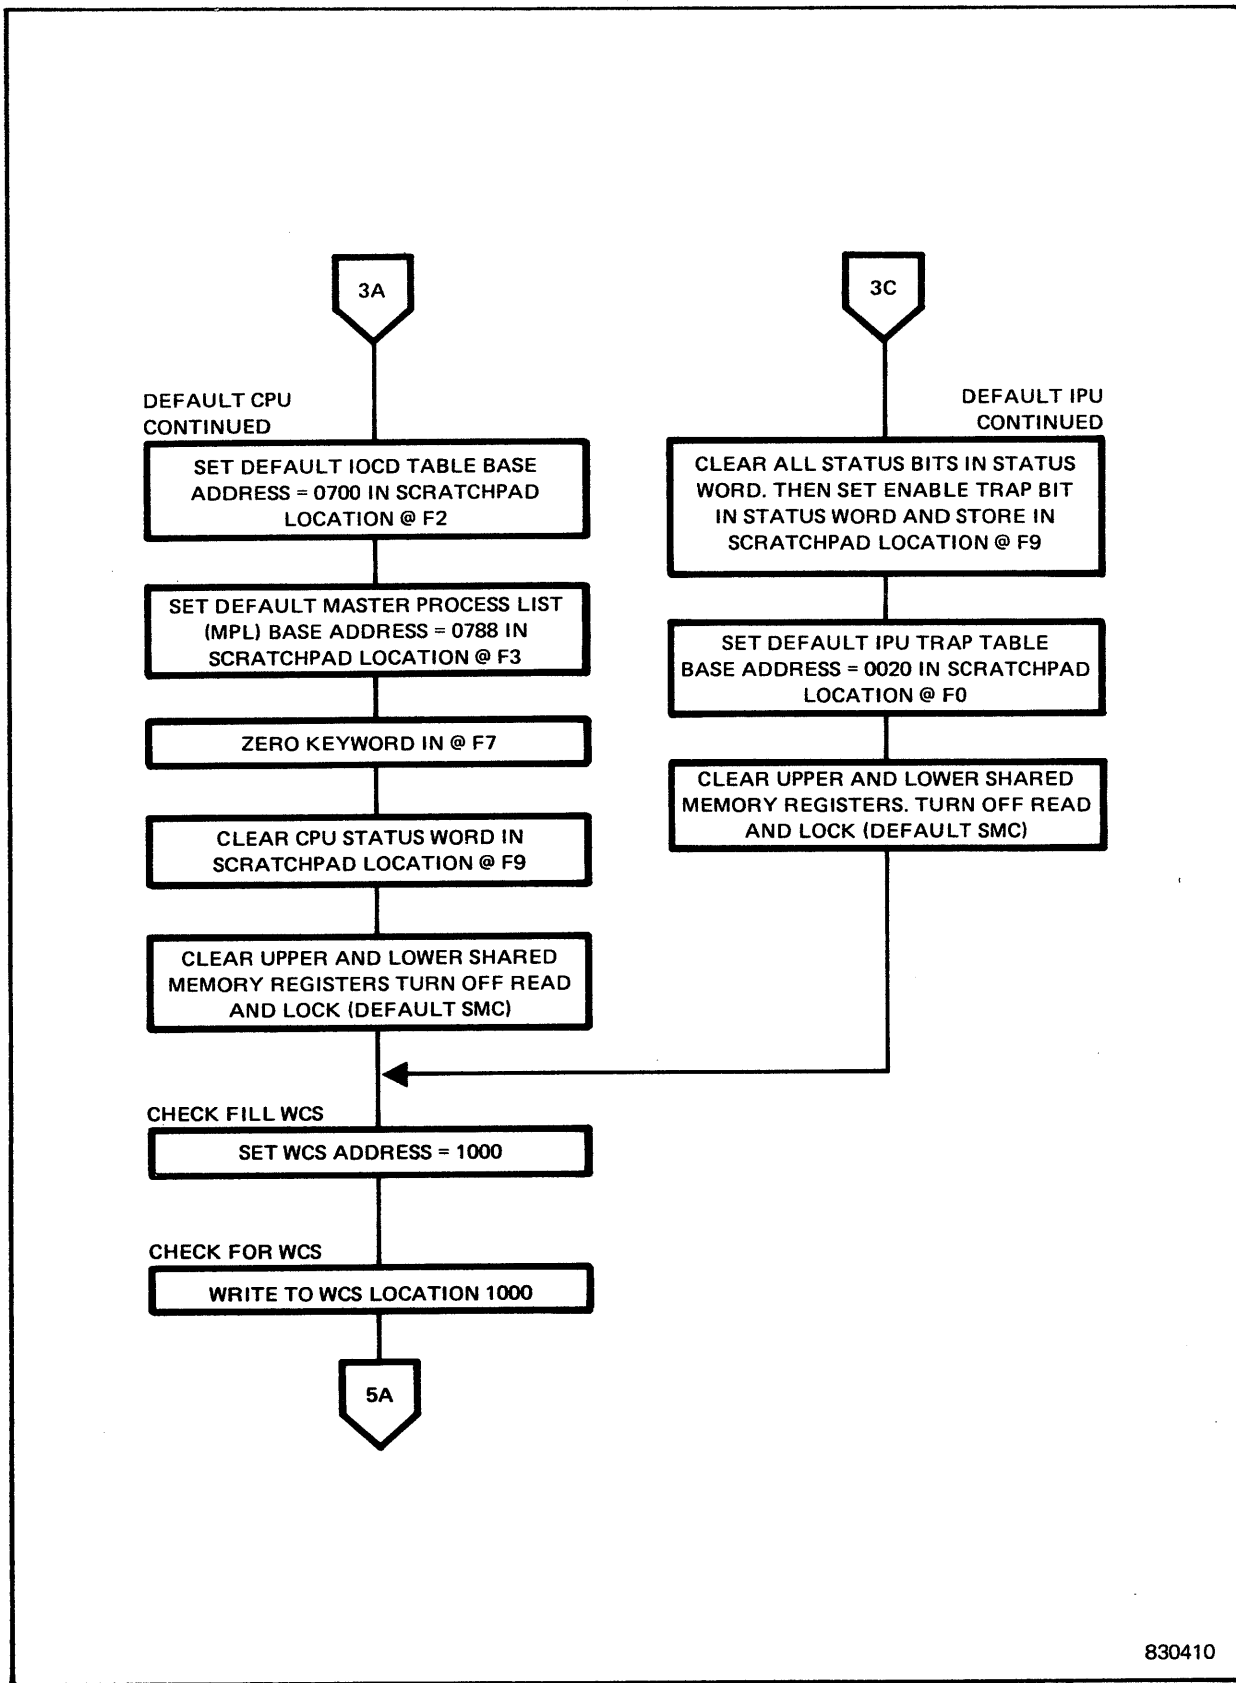 3A
DEFAULT CPU
CONTINUED
SET DEFAULT IOCD TABLE BASE
ADDRESS = 0700 IN SCRATCHPAD
LOCATION @ F2
SET DEFAULT MASTER PROCESS LIST
(MPL) BASE ADDRESS = 0788 IN
SCRATCHPAD LOCATION @ F3
ZERO KEYWORD IN @ F7
CLEAR CPU STATUS WORD IN
SCRATCHPAD LOCATION @ F9
CLEAR UPPER AND LOWER SHARED
MEMORY REGISTERS TURN OFF READ
AND LOCK (DEFAULT SMC)
3C
DEFAULT IPU
CONTINUED
CLEAR ALL STATUS BITS IN STATUS
WORD. THEN SET ENABLE TRAP BIT
IN STATUS WORD AND STORE IN
SCRATCHPAD LOCATION @ F9
SET DEFAULT IPU TRAP TABLE
BASE ADDRESS = 0020 IN SCRATCHPAD
LOCATION @ F0
CLEAR UPPER AND LOWER SHARED
MEMORY REGISTERS. TURN OFF READ
AND LOCK (DEFAULT SMC)
CHECK FILL WCS
SET WCS ADDRESS = 1000
CHECK FOR WCS
WRITE TO WCS LOCATION 1000
5A
830410